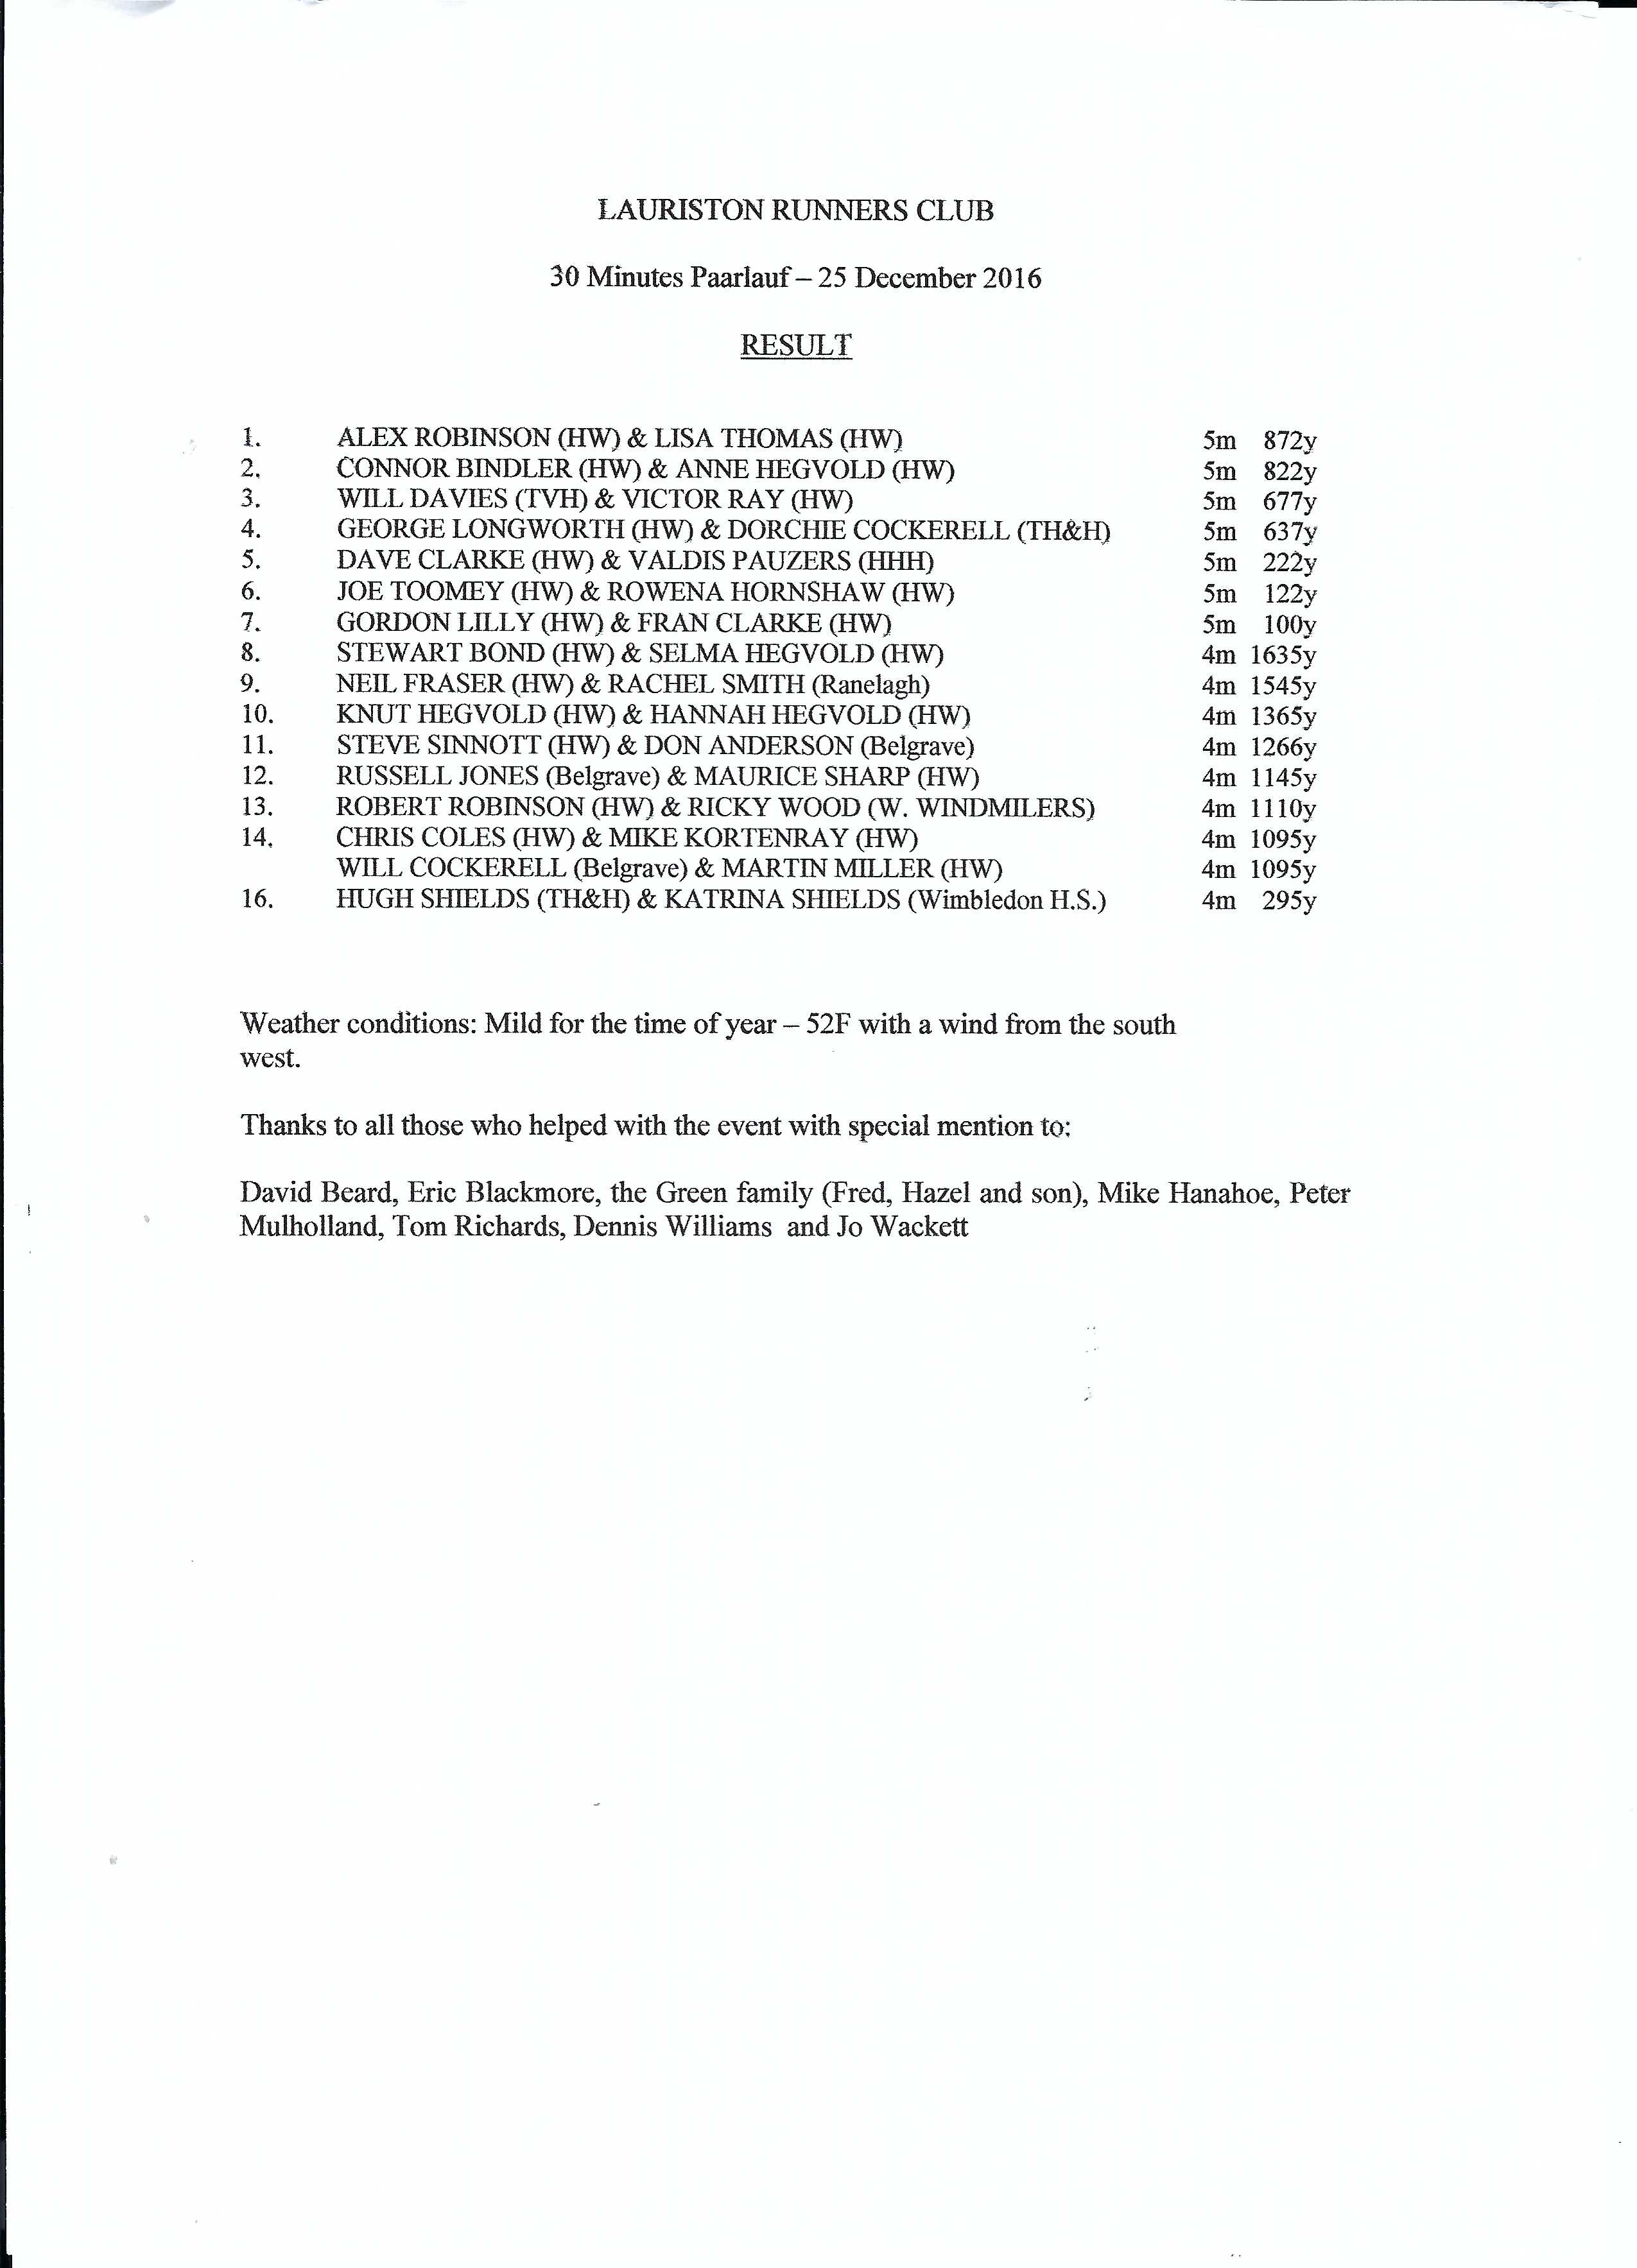 LAURISTON RUNNERS CLUB
30 Minutes Paarlauf – 25 December 2016
RESULT
1. ALEX ROBINSON (HW) & LISA THOMAS (HW) 5m 872y
2. CONNOR BINDLER (HW) & ANNE HEGVOLD (HW) 5m 822y
3. WILL DAVIES (TVH) & VICTOR RAY (HW) 5m 677y
4. GEORGE LONGWORTH (HW) & DORCHIE COCKERELL (TH&H) 5m 637y
5. DAVE CLARKE (HW) & VALDIS PAUZERS (HHH) 5m 222y
6. JOE TOOMEY (HW) & ROWENA HORNSHAW (HW) 5m 122y
7. GORDON LILLY (HW) & FRAN CLARKE (HW) 5m 100y
8. STEWART BOND (HW) & SELMA HEGVOLD (HW) 4m 1635y
9. NEIL FRASER (HW) & RACHEL SMITH (Ranelagh) 4m 1545y
10. KNUT HEGVOLD (HW) & HANNAH HEGVOLD (HW) 4m 1365y
11. STEVE SINNOTT (HW) & DON ANDERSON (Belgrave) 4m 1266y
12. RUSSELL JONES (Belgrave) & MAURICE SHARP (HW) 4m 1145y
13. ROBERT ROBINSON (HW) & RICKY WOOD (W. WINDMILERS) 4m 1110y
14. CHRIS COLES (HW) & MIKE KORTENRAY (HW) 4m 1095y
WILL COCKERELL (Belgrave) & MARTIN MILLER (HW) 4m 1095y
16. HUGH SHIELDS (TH&H) & KATRINA SHIELDS (Wimbledon H.S.) 4m 295y
Weather conditions: Mild for the time of year – 52F with a wind from the south
west.
Thanks to all those who helped with the event with special mention to:
David Beard, Eric Blackmore, the Green family (Fred, Hazel and son), Mike Hanahoe, Peter
Mulholland, Tom Richards, Dennis Williams and Jo Wackett